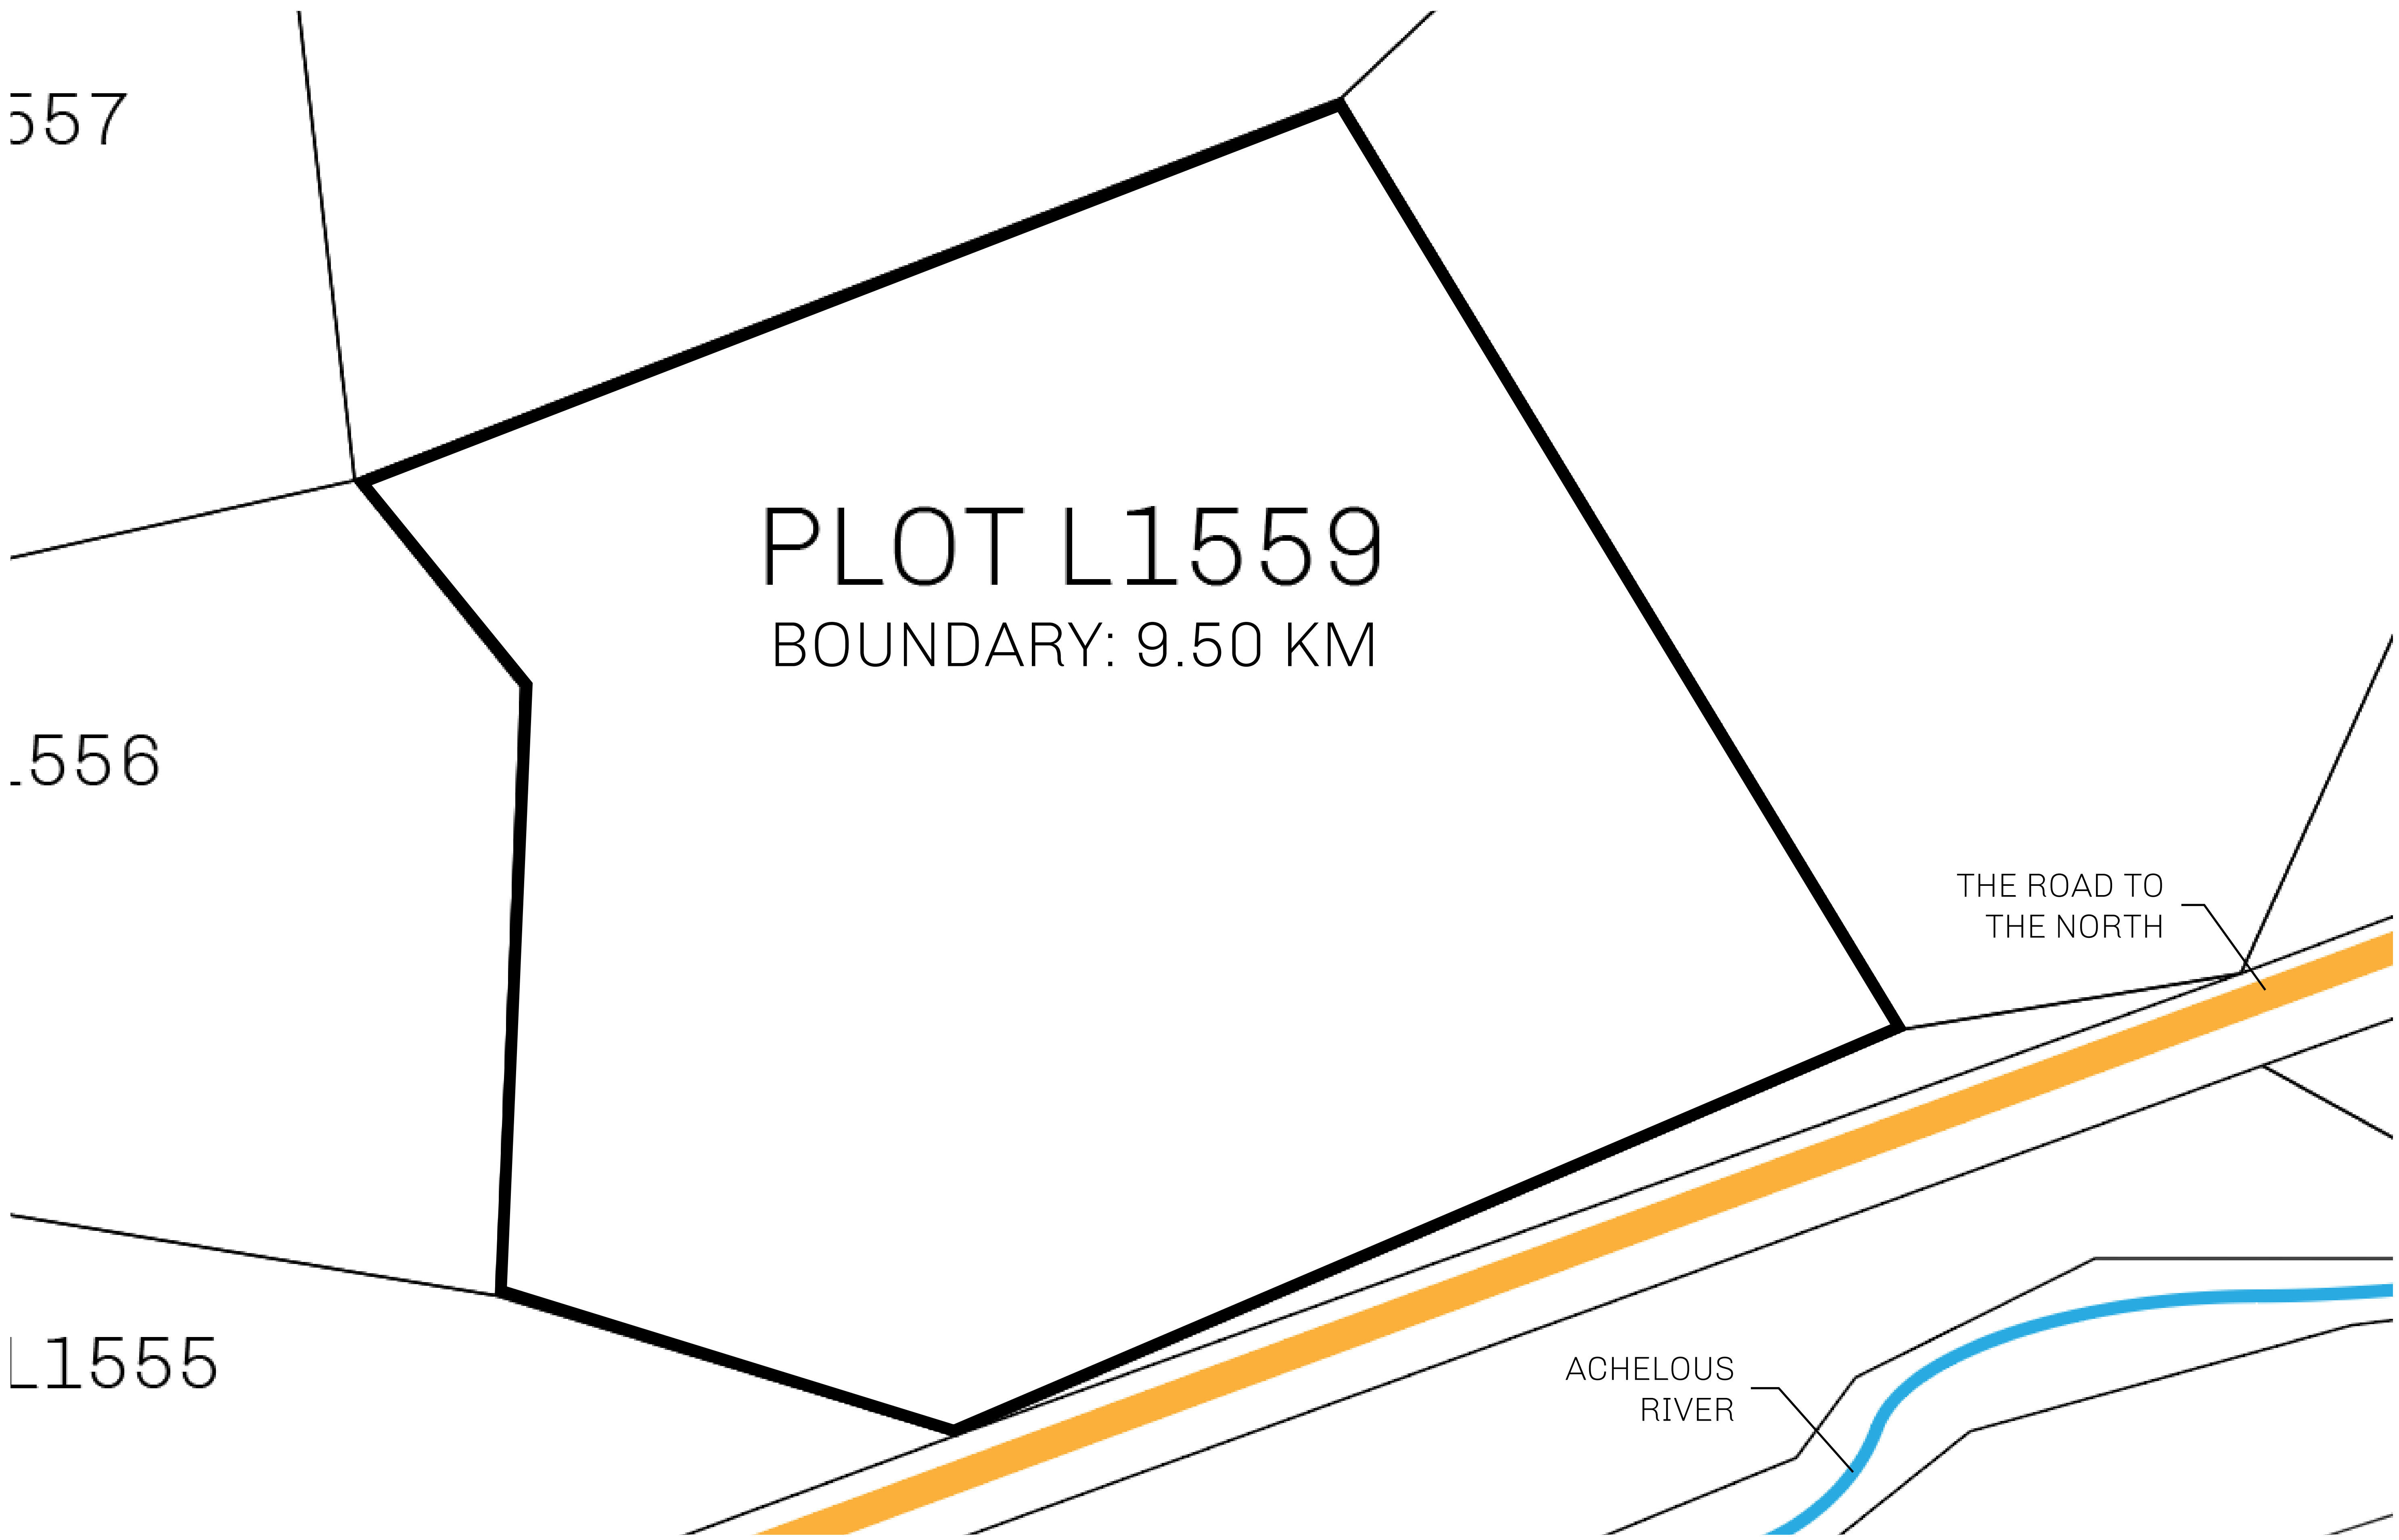 557
PLOT L1559
BOUNDARY: 9.50 KM
556
THE ROAD TO
THE NORTH
L1555
ACHELOUS
RIVER